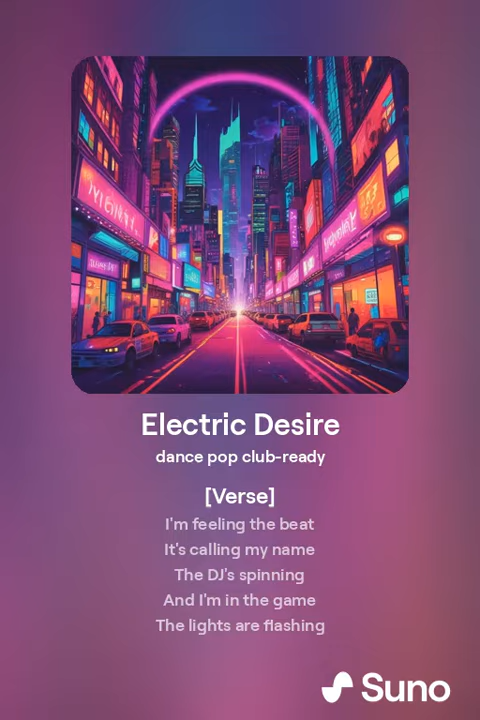 Electric Desire
dance pop club-ready
[Verse]
I'm feeling the beat
It's calling my name
The DJ's spinning
And I'm in the game
The lights are flashing
Suno